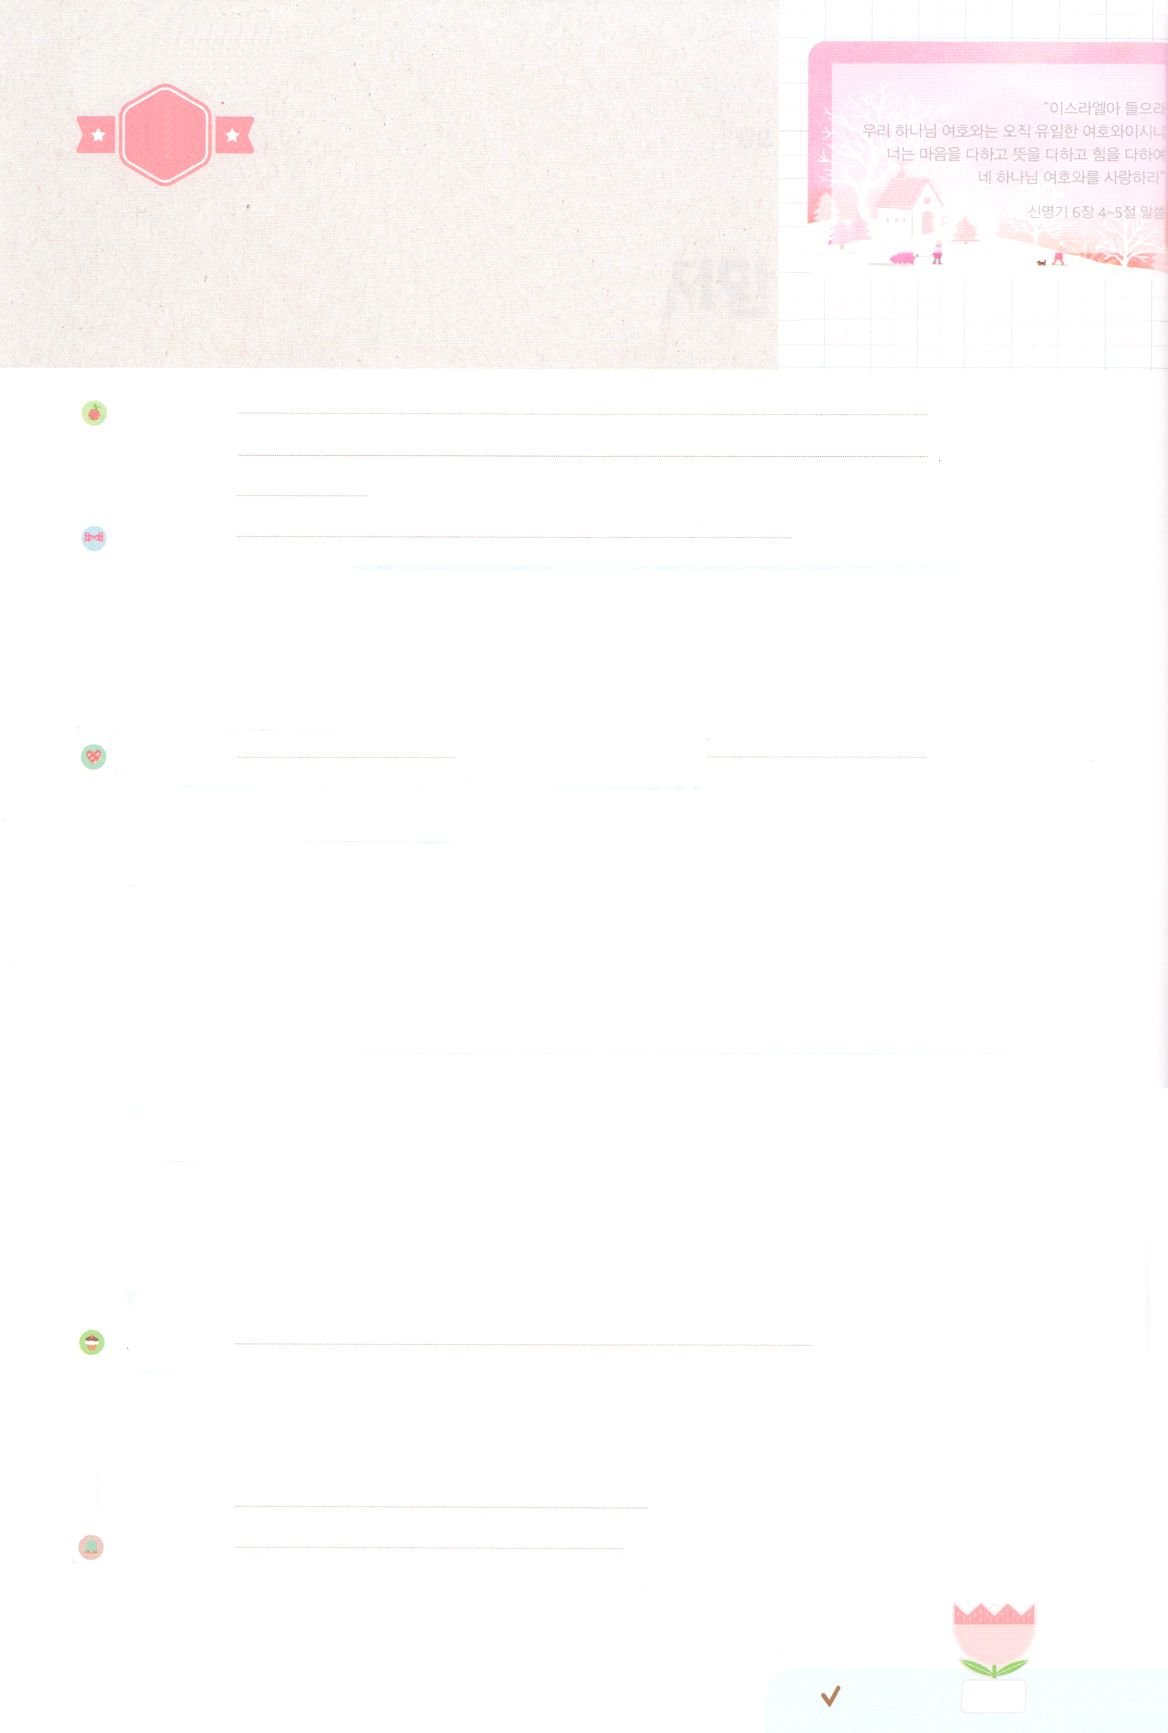 "이스라엘아 들으라
우리 하나님 여호와는 오직 유일한 여호와이시니
너는 마음을 다하고 뜻을 다하고 힘을 다하여
네 하나님 여호와를 사랑하라"
신명기 6장 4~5절 말씀